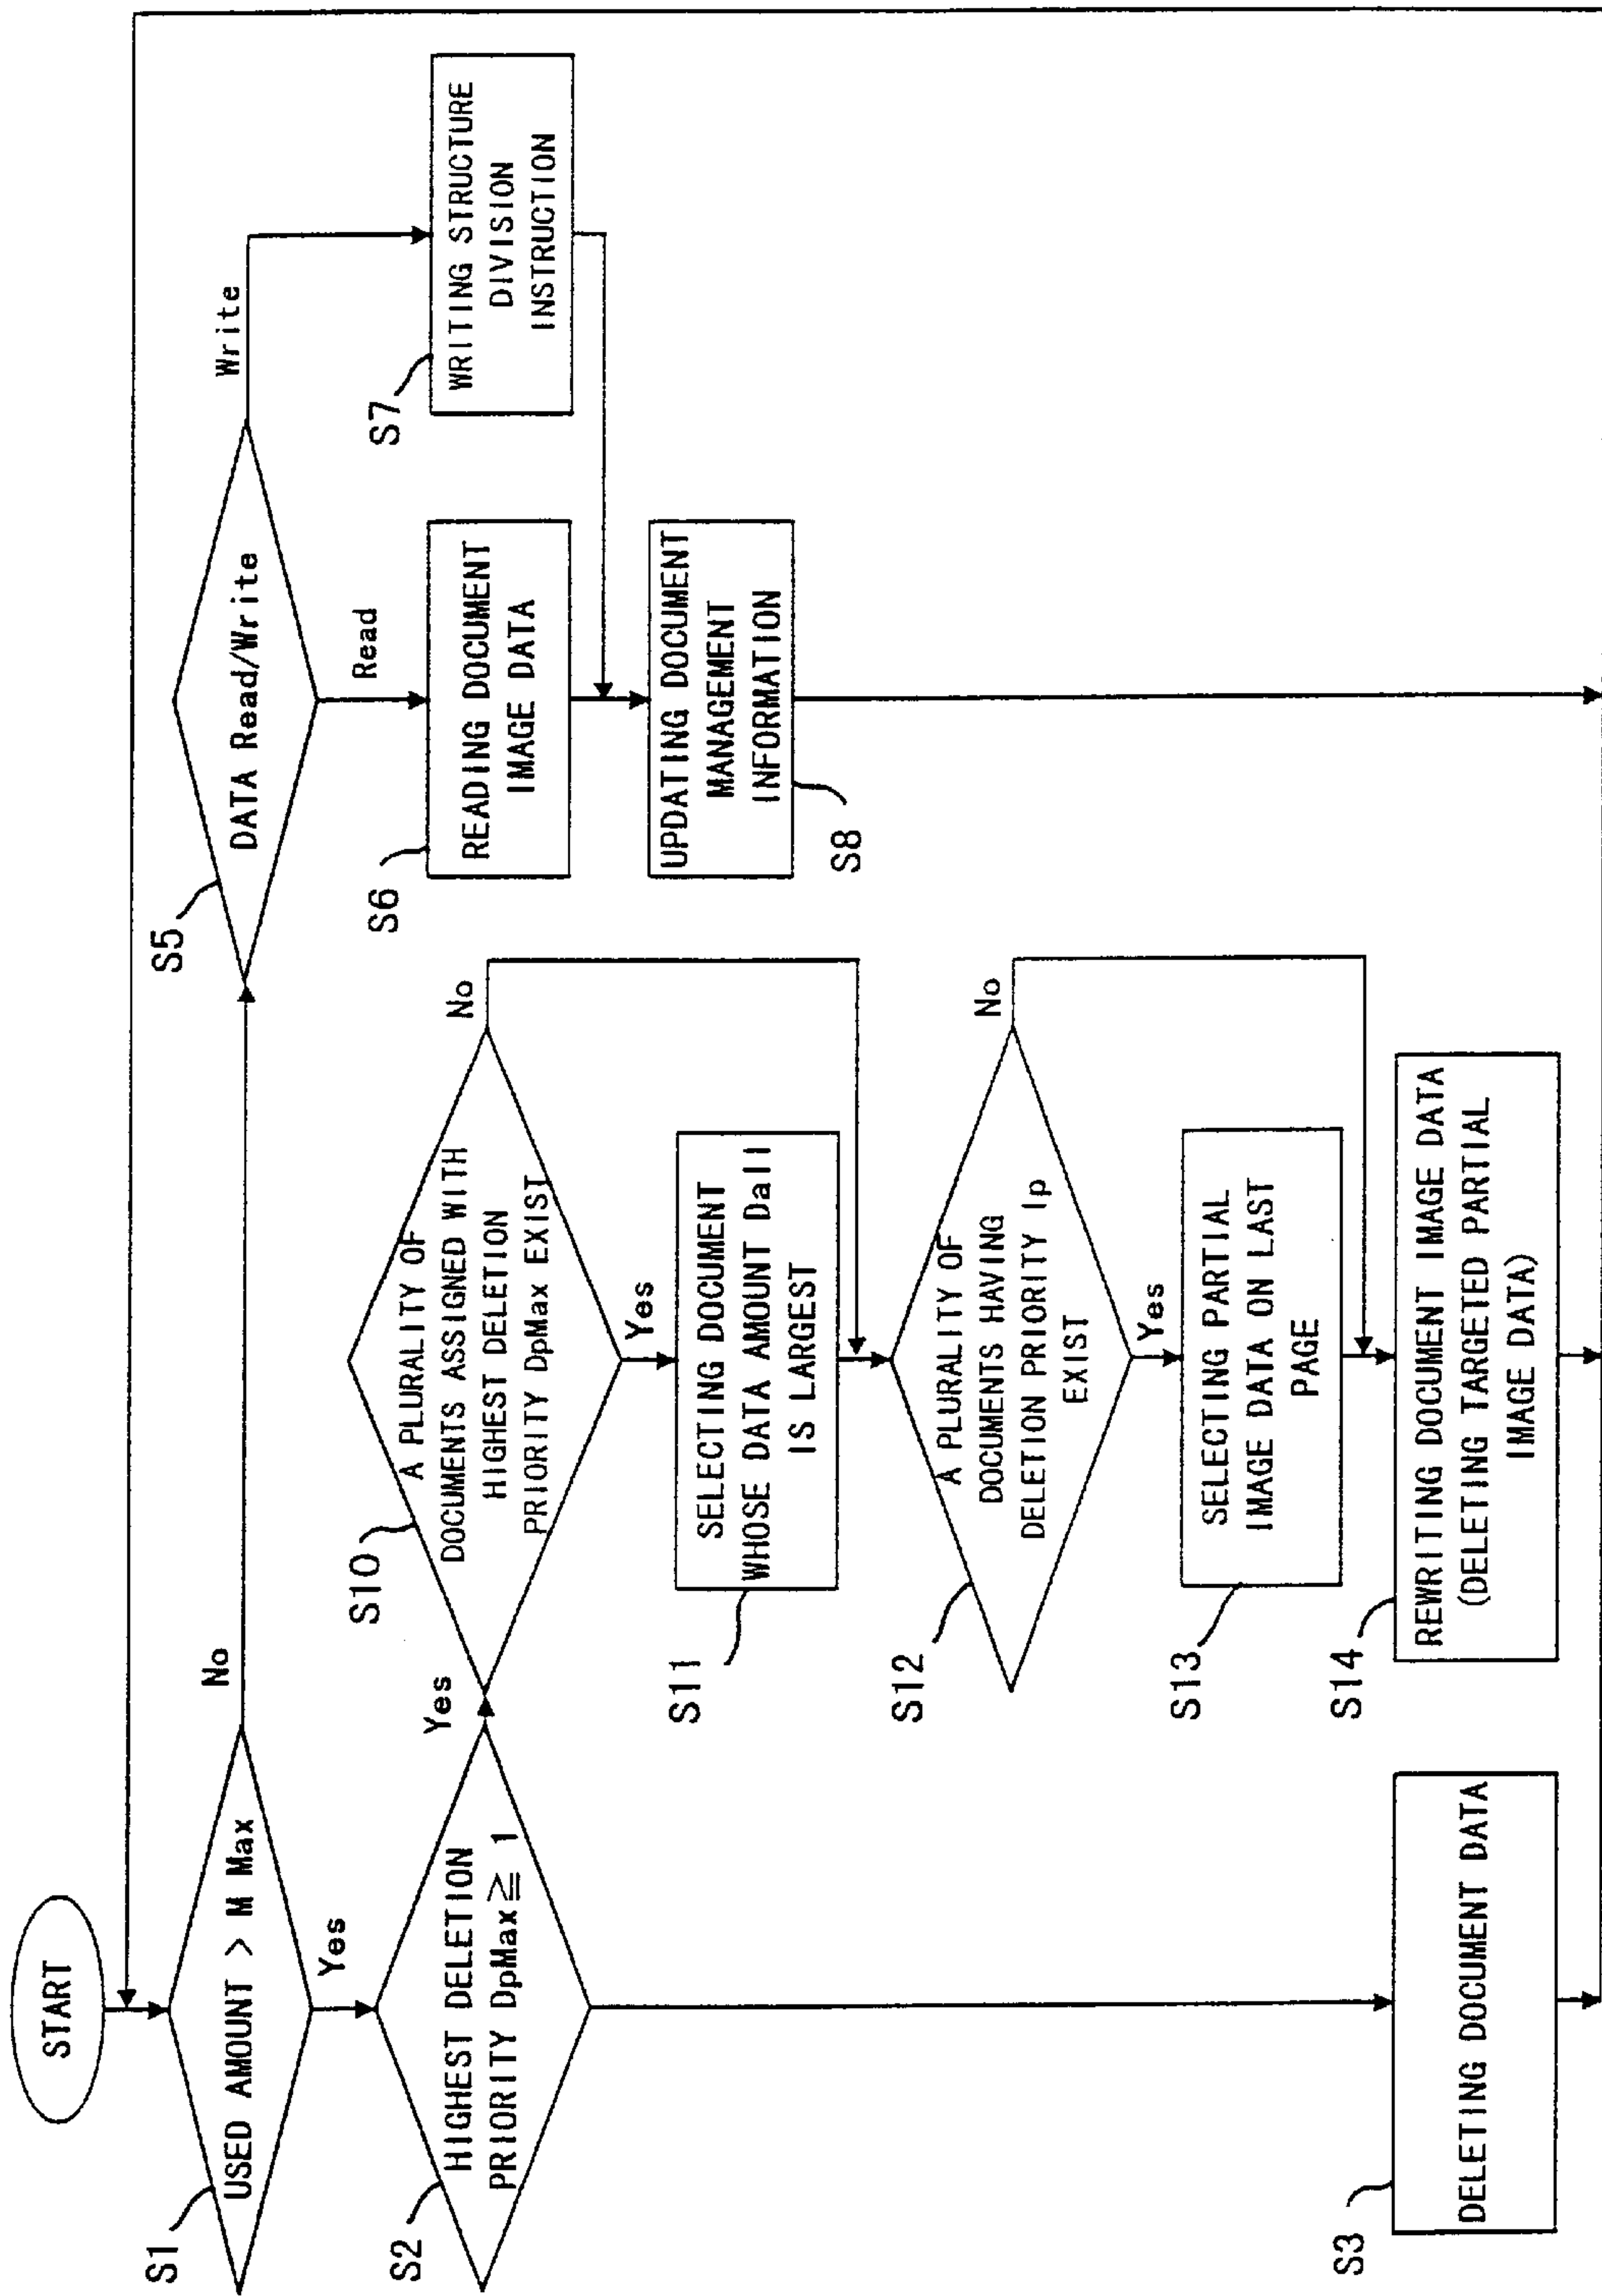 START
S1
USED AMOUNT > M Max
No
Yes
S2
HIGHEST DELETION
PRIORITY DpMax ≧ 1
Yes
S3
DELETING DOCUMENT DATA
S10
A PLURALITY OF
DOCUMENTS ASSIGNED WITH
HIGHEST DELETION
PRIORITY DpMax EXIST
No
Yes
S11
SELECTING DOCUMENT
WHOSE DATA AMOUNT Dall
IS LARGEST
S12
A PLURALITY OF
DOCUMENTS HAVING
DELETION PRIORITY Ip
EXIST
No
Yes
S13
SELECTING PARTIAL
IMAGE DATA ON LAST
PAGE
S14
REWRITING DOCUMENT IMAGE DATA
(DELETING TARGETED PARTIAL
IMAGE DATA)
S5
DATA Read/Write
Write
Read
S6
READING DOCUMENT
IMAGE DATA
S7
WRITING STRUCTURE
DIVISION
INSTRUCTION
S8
UPDATING DOCUMENT
MANAGEMENT
INFORMATION